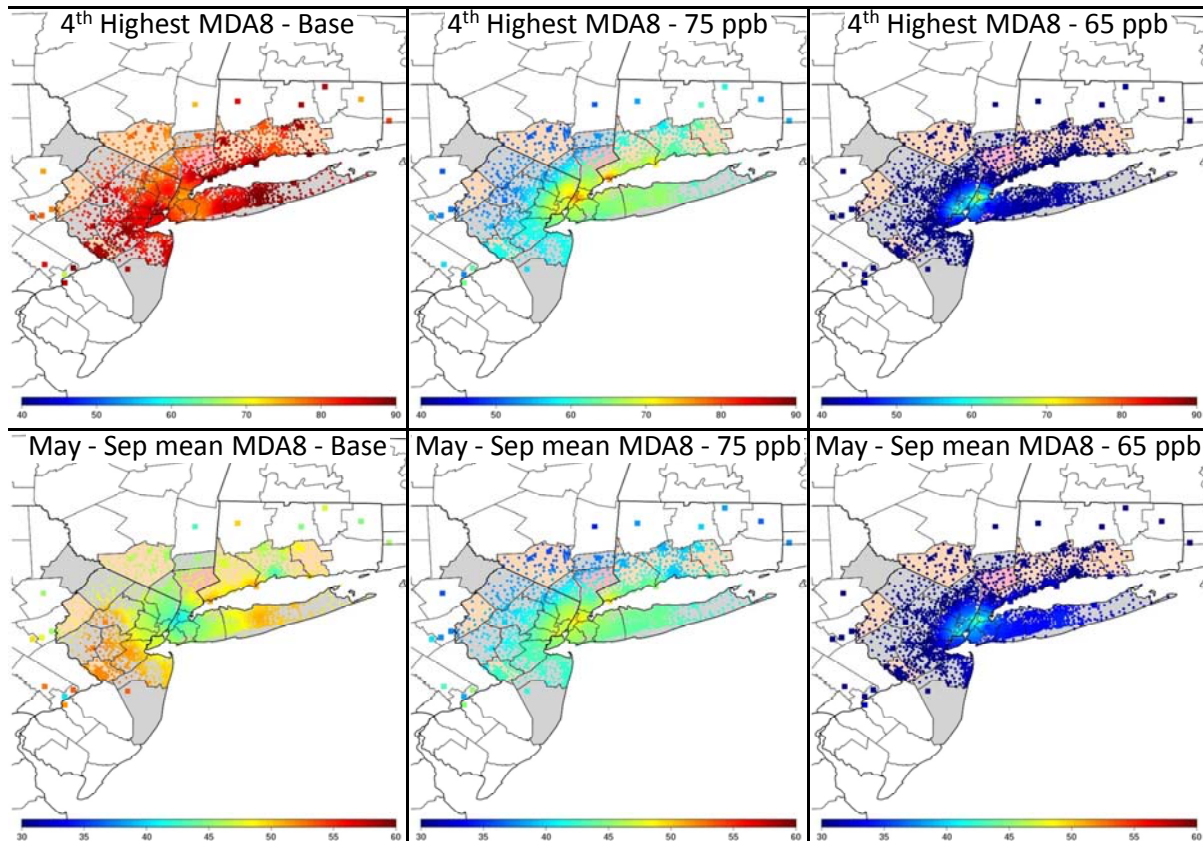 4th Highest MDA8 - Base
4th Highest MDA8 - 75 ppb
4th Highest MDA8 - 65 ppb
40 50 60 70 80 90
40 50 60 70 80 90
40 50 60 70 80 90
May - Sep mean MDA8 - Base
May - Sep mean MDA8 - 75 ppb
May - Sep mean MDA8 - 65 ppb
30 35 40 45 50 55 60
30 35 40 45 50 55 60
30 35 40 45 50 55 60